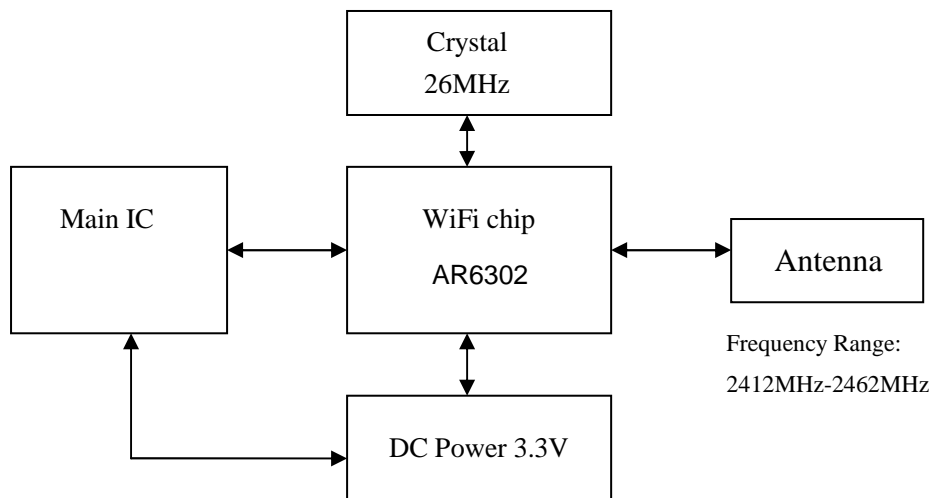 Crystal
26MHz
Main IC
WiFi chip
AR6302
Antenna
Frequency Range:
2412MHz-2462MHz
DC Power 3.3V